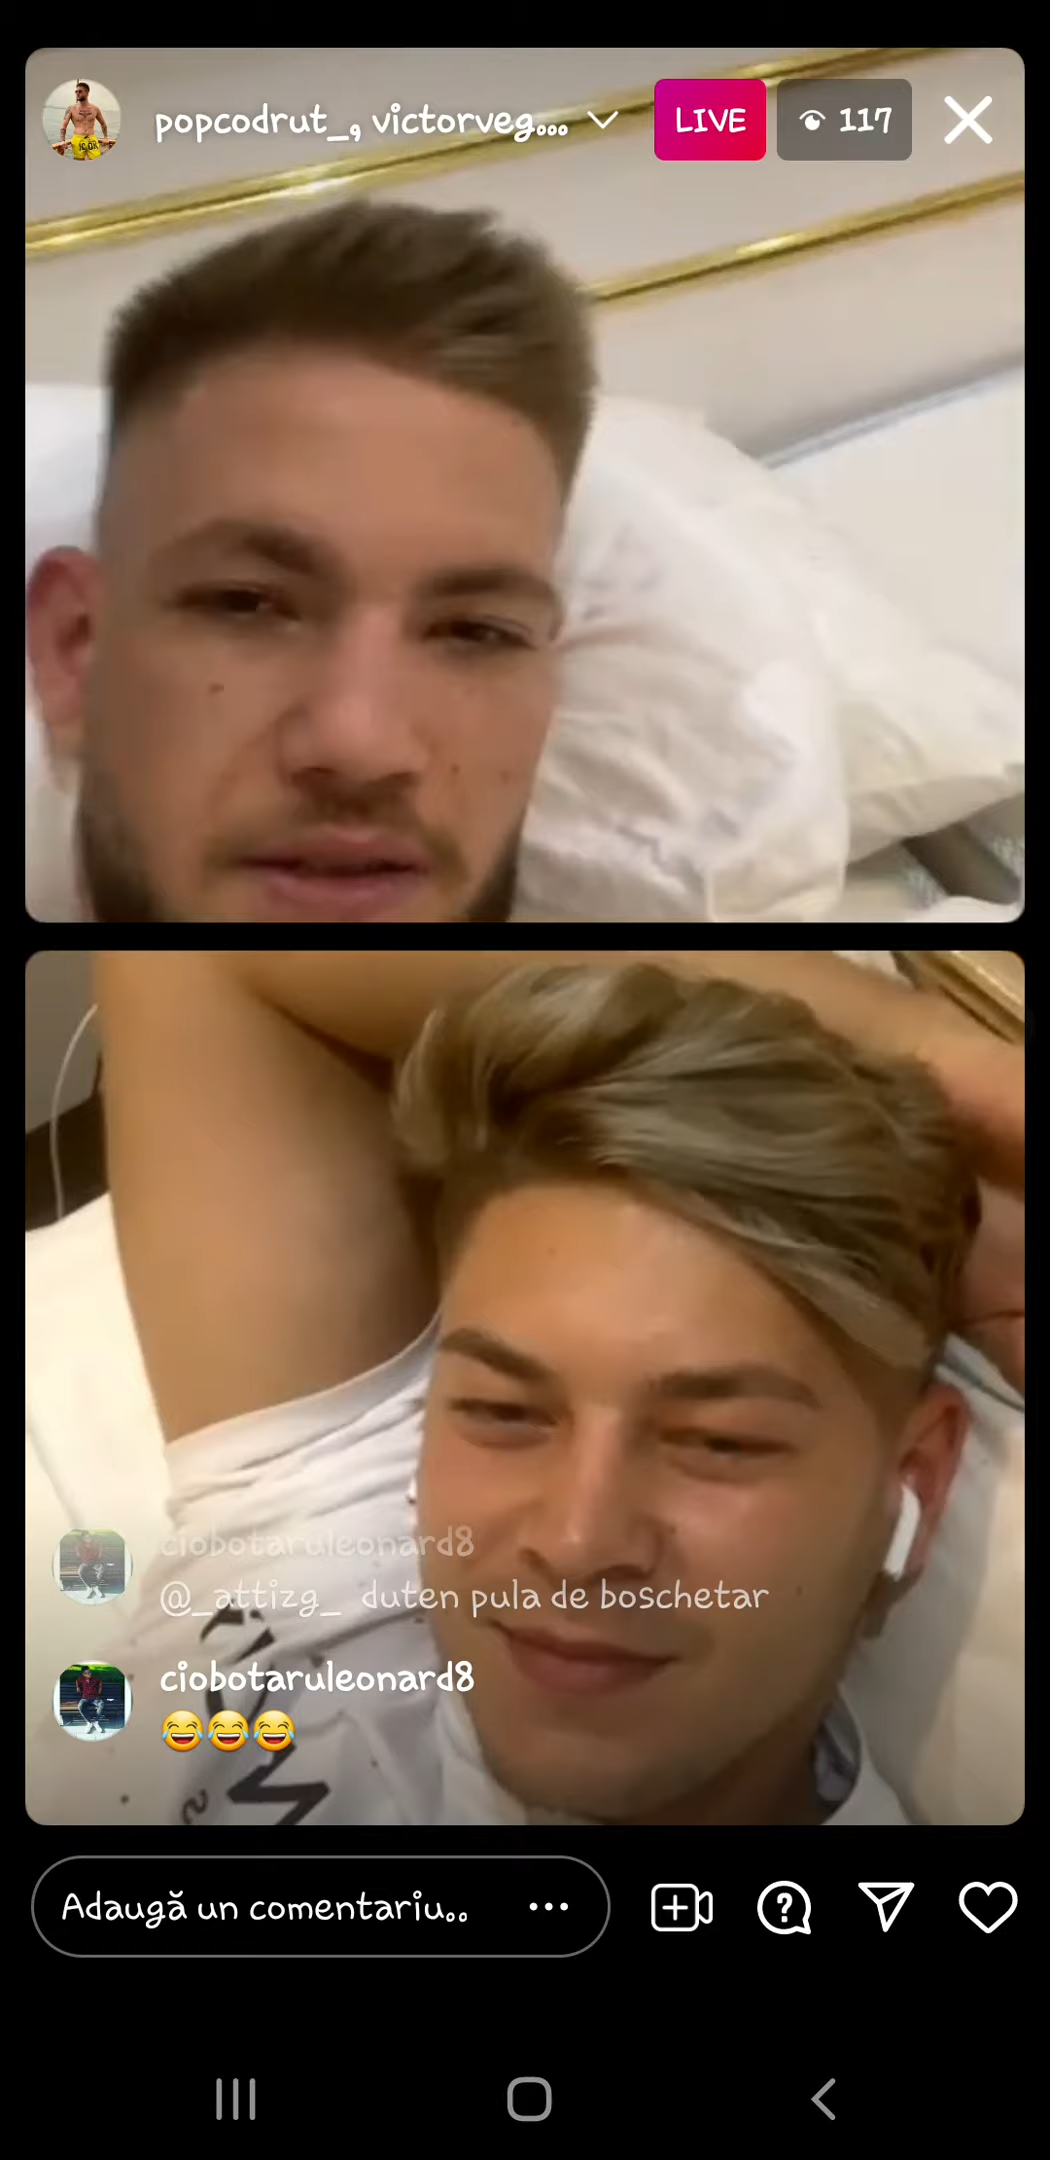 popcodrut_, victorveg... LIVE 117
ciobotaruleonard8
@_attizg_ duten pula de boschetar
ciobotaruleonard8
😂😂😂
Adaugă un comentariu..